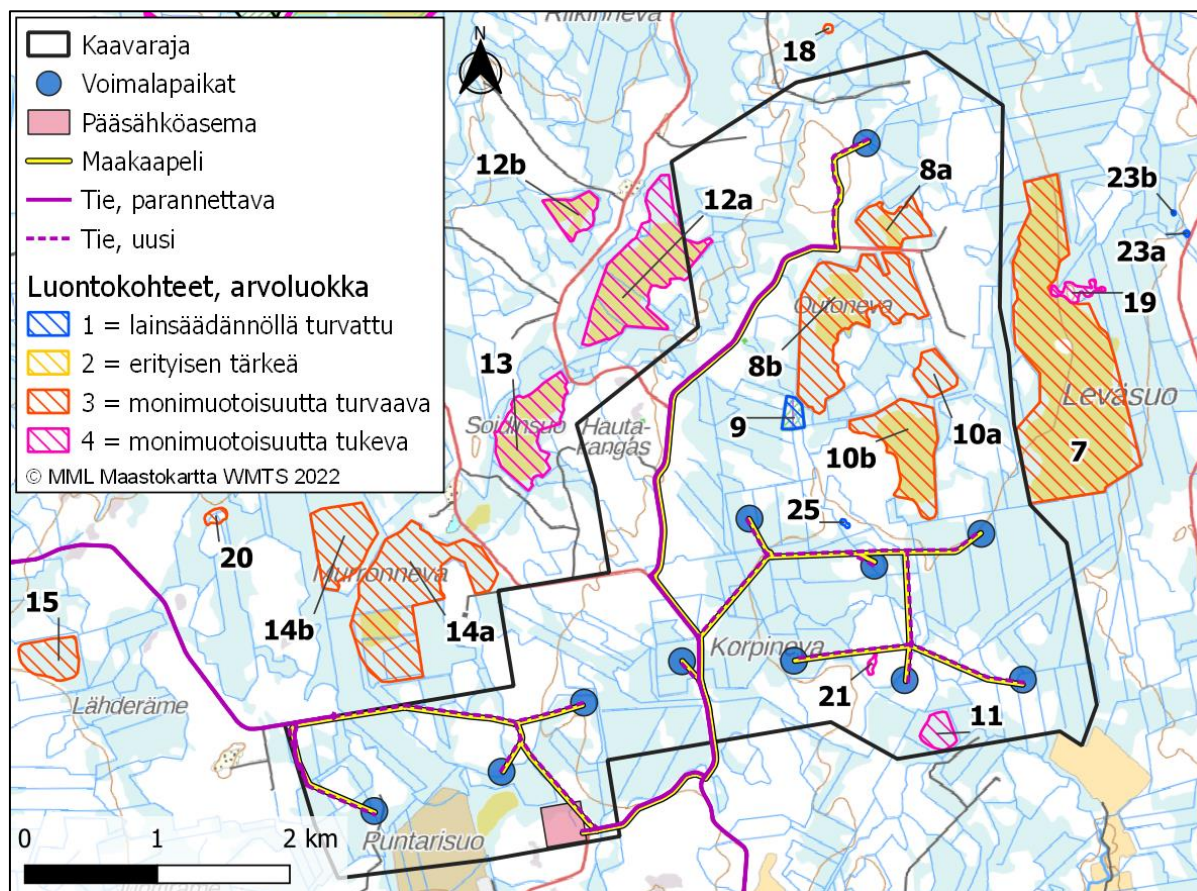 Kaavaraja
Voimalapaikat
Pääsähköasema
Maakaapeli
Tie, parannettava
Tie, uusi
Luontokohteet, arvoluokka
1 = lainsäädännöllä turvattu
2 = erityisen tärkeä
3 = monimuotoisuutta turvaava
4 = monimuotoisuutta tukeva
© MML Maastokartta WMTS 2022
N
18
12b
12a
8a
23b
23a
19
Outoneva
8b
13
Soidinsuo
Hauta-
kangas
9
10a
10b
Leväsuo
7
25
20
Murronneva
14b
14a
15
Lähderäme
Korpineva
21
11
Puntarisuo
0 1 2 km